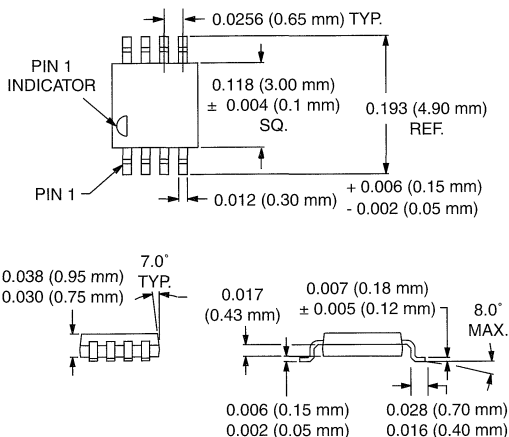 0.0256 (0.65 mm) TYP.
PIN 1
INDICATOR
0.118 (3.00 mm)
± 0.004 (0.1 mm)
SQ.
0.193 (4.90 mm)
REF.
PIN 1
0.012 (0.30 mm)
+ 0.006 (0.15 mm)
- 0.002 (0.05 mm)
0.038 (0.95 mm)
0.030 (0.75 mm)
7.0°
TYP.
0.017
(0.43 mm)
0.007 (0.18 mm)
± 0.005 (0.12 mm)
8.0°
MAX.
0.006 (0.15 mm)
0.002 (0.05 mm)
0.028 (0.70 mm)
0.016 (0.40 mm)